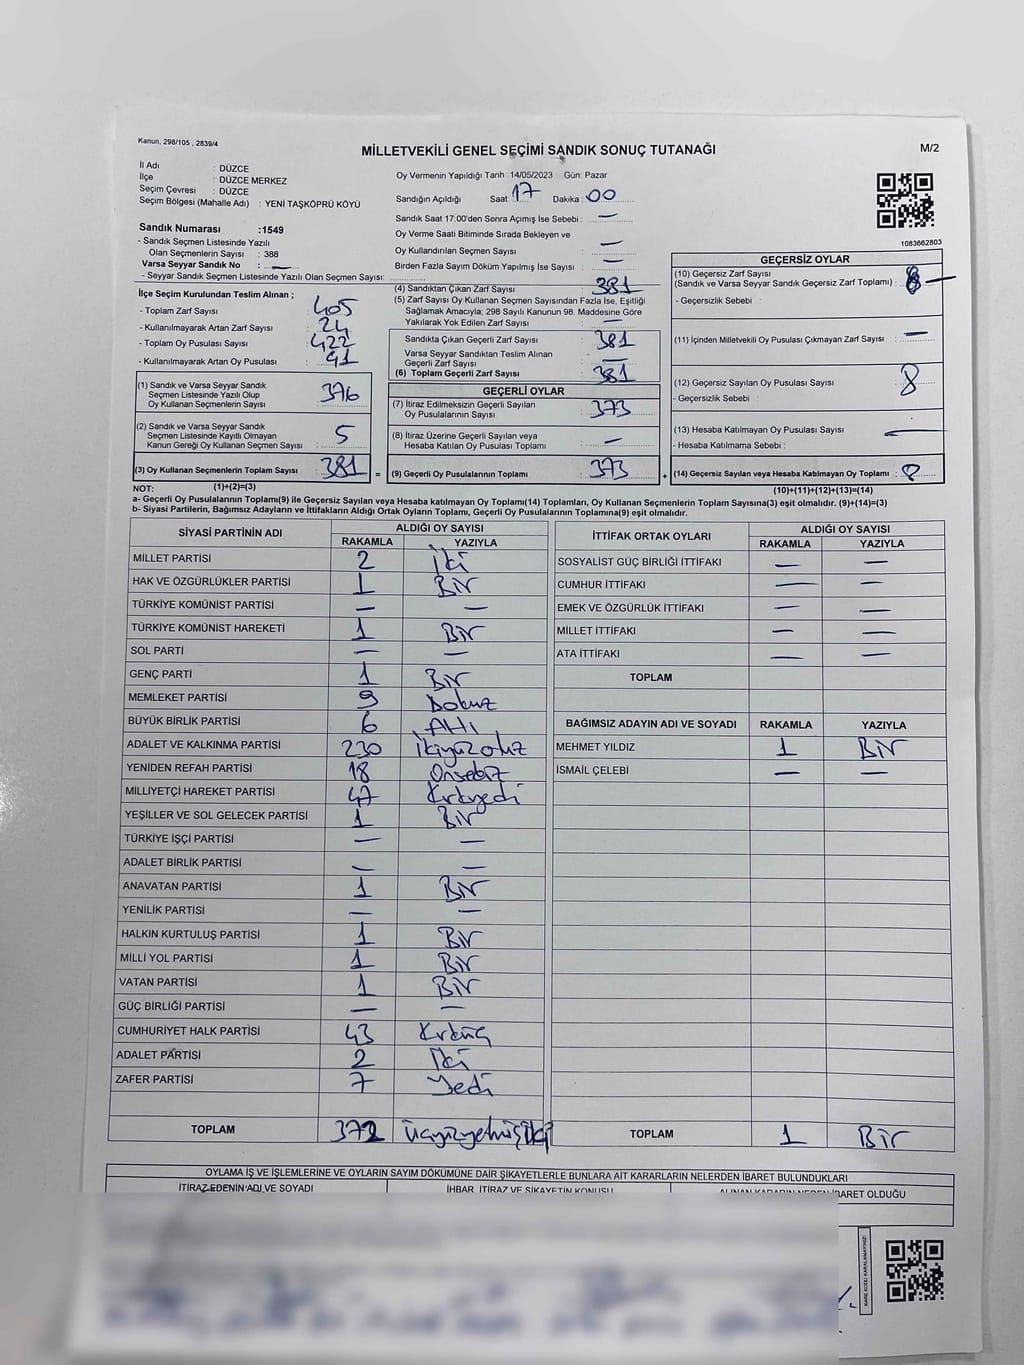 Kanun, 298/105 , 2839/4
MİLLETVEKİLİ GENEL SEÇİMİ SANDIK SONUÇ TUTANAĞI
M/2
İl Adı : DÜZCE
İlçe : DÜZCE MERKEZ
Seçim Çevresi : DÜZCE
Seçim Bölgesi (Mahalle Adı) : YENİ TAŞKÖPRÜ KÖYÜ
Sandık Numarası :1549
- Sandık Seçmen Listesinde Yazılı
Olan Seçmenlerin Sayısı : 388
Varsa Seyyar Sandık No : —
- Seyyar Sandık Seçmen Listesinde Yazılı Olan Seçmen Sayısı:
Oy Vermenin Yapıldığı Tarih :14/05/2023 Gün: Pazar
Sandığın Açıldığı Saat: 17 Dakika : 00
Sandık Saat 17:00'den Sonra Açımış İse Sebebi : —
Oy Verme Saati Bitiminde Sırada Bekleyen ve
Oy Kullandırılan Seçmen Sayısı : —
Birden Fazla Sayım Döküm Yapılmış İse Sayısı : —
1083662803
İlçe Seçim Kurulundan Teslim Alınan ;
- Toplam Zarf Sayısı : 405
- Kullanılmayarak Artan Zarf Sayısı : 24
- Toplam Oy Pusulası Sayısı : 422
- Kullanılmayarak Artan Oy Pusulası : 41
(1) Sandık ve Varsa Seyyar Sandık
Seçmen Listesinde Yazılı Olup
Oy Kullanan Seçmenlerin Sayısı : 376
(2) Sandık ve Varsa Seyyar Sandık
Seçmen Listesinde Kayıtlı Olmayan
Kanun Gereği Oy Kullanan Seçmen Sayısı : 5
(3) Oy Kullanan Seçmenlerin Toplam Sayısı : 381 =
(4) Sandıktan Çıkan Zarf Sayısı : 381
(5) Zarf Sayısı Oy Kullanan Seçmen Sayısından Fazla İse, Eşitliği
Sağlamak Amacıyla; 298 Sayılı Kanunun 98. Maddesine Göre
Yakılarak Yok Edilen Zarf Sayısı : —
Sandıkta Çıkan Geçerli Zarf Sayısı : 381
Varsa Seyyar Sandıktan Teslim Alınan
Geçerli Zarf Sayısı : —
(6) Toplam Geçerli Zarf Sayısı : 381
GEÇERLİ OYLAR
(7) İtiraz Edilmeksizin Geçerli Sayılan
Oy Pusulalarının Sayısı : 373
(8) İtiraz Üzerine Geçerli Sayılan veya
Hesaba Katılan Oy Pusulası Sayısı : —
(9) Geçerli Oy Pusulalarının Toplamı : 373 +
GEÇERSİZ OYLAR
(10) Geçersiz Zarf Sayısı
(Sandık ve Varsa Seyyar Sandık Geçersiz Zarf Toplamı) : —
- Geçersizlik Sebebi :
(11) İçinden Milletvekili Oy Pusulası Çıkmayan Zarf Sayısı : —
(12) Geçersiz Sayılan Oy Pusulası Sayısı : 8
- Geçersizlik Sebebi :
(13) Hesaba Katılmayan Oy Pusulası Sayısı : —
- Hesaba Katılmama Sebebi :
(14) Geçersiz Sayılan veya Hesaba Katılmayan Oy Toplamı : 8
NOT: (1)+(2)=(3) (10)+(11)+(12)+(13)=(14)
a- Geçerli Oy Pusulalarının Toplamı(9) ile Geçersiz Sayılan veya Hesaba katılmayan Oy Toplamı(14) Toplamları, Oy Kullanan Seçmenlerin Toplam Sayısına(3) eşit olmalıdır. (9)+(14)=(3)
b- Siyasi Partilerin, Bağımsız Adayların ve İttifakların Aldığı Ortak Oyların Toplamı, Geçerli Oy Pusulalarının Toplamına(9) eşit olmalıdır.
SİYASİ PARTİNİN ADI ALDIĞI OY SAYISI
RAKAMLA YAZIYLA
MİLLET PARTİSİ 2 İki
HAK VE ÖZGÜRLÜKLER PARTİSİ 1 Bir
TÜRKİYE KOMÜNİST PARTİSİ — —
TÜRKİYE KOMÜNİST HAREKETİ 1 Bir
SOL PARTİ — —
GENÇ PARTİ 1 Bir
MEMLEKET PARTİSİ 9 Dokuz
BÜYÜK BİRLİK PARTİSİ 6 Altı
ADALET VE KALKINMA PARTİSİ 230 İkiyüzotuz
YENİDEN REFAH PARTİSİ 18 Onsekiz
MİLLİYETÇİ HAREKET PARTİSİ 47 Kırkyedi
YEŞİLLER VE SOL GELECEK PARTİSİ 1 Bir
TÜRKİYE İŞÇİ PARTİSİ — —
ADALET BİRLİK PARTİSİ — —
ANAVATAN PARTİSİ 1 Bir
YENİLİK PARTİSİ — —
HALKIN KURTULUŞ PARTİSİ 1 Bir
MİLLİ YOL PARTİSİ 1 Bir
VATAN PARTİSİ 1 Bir
GÜÇ BİRLİĞİ PARTİSİ — —
CUMHURİYET HALK PARTİSİ 43 Kırküç
ADALET PARTİSİ 2 İki
ZAFER PARTİSİ 7 Yedi
TOPLAM 372 Üçyüzyetmişiki
İTTİFAK ORTAK OYLARI ALDIĞI OY SAYISI
RAKAMLA YAZIYLA
SOSYALİST GÜÇ BİRLİĞİ İTTİFAKI — —
CUMHUR İTTİFAKI — —
EMEK VE ÖZGÜRLÜK İTTİFAKI — —
MİLLET İTTİFAKI — —
ATA İTTİFAKI — —
TOPLAM
BAĞIMSIZ ADAYIN ADI VE SOYADI RAKAMLA YAZIYLA
MEHMET YILDIZ 1 Bir
İSMAİL ÇELEBİ — —
TOPLAM 1 Bir
OYLAMA İŞ VE İŞLEMLERİNE VE OYLARIN SAYIM DÖKÜMÜNE DAİR ŞİKAYETLERLE BUNLARA AİT KARARLARIN NELERDEN İBARET BULUNDUKLARI
İTİRAZ EDENİN ADI VE SOYADI İHBAR, İTİRAZ VE ŞİKAYETİN KONUSU ALINAN KARARIN NEDEN İBARET OLDUĞU
KARE KODU KARALAMAYINIZ!